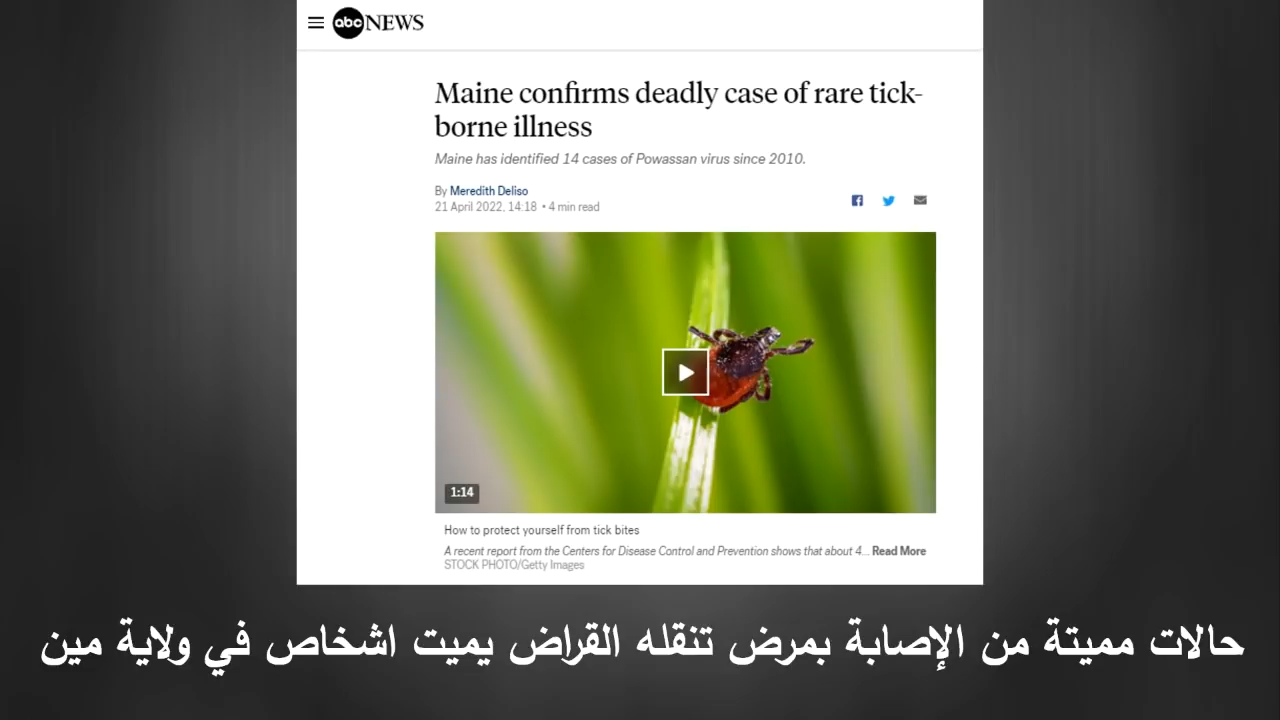 abc NEWS
Maine confirms deadly case of rare tick-
borne illness
Maine has identified 14 cases of Powassan virus since 2010.
By Meredith Deliso
21 April 2022, 14:18 • 4 min read
1:14
How to protect yourself from tick bites
A recent report from the Centers for Disease Control and Prevention shows that about 4... Read More
STOCK PHOTO/Getty Images
حالات مميتة من الإصابة بمرض تنقله القراض يميت اشخاص في ولاية مين